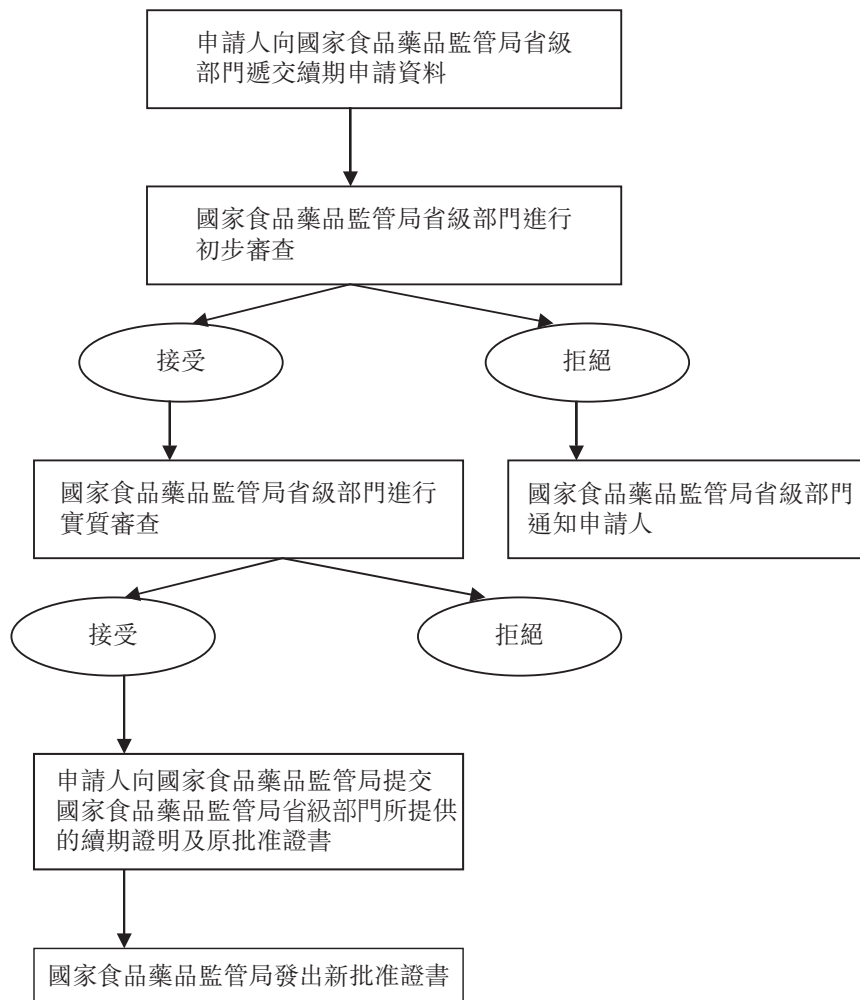 申請人向國家食品藥品監管局省級
部門遞交續期申請資料
國家食品藥品監管局省級部門進行
初步審查
接受
拒絕
國家食品藥品監管局省級部門進行
實質審查
國家食品藥品監管局省級部門
通知申請人
接受
拒絕
申請人向國家食品藥品監管局提交
國家食品藥品監管局省級部門所提供
的續期證明及原批准證書
國家食品藥品監管局發出新批准證書